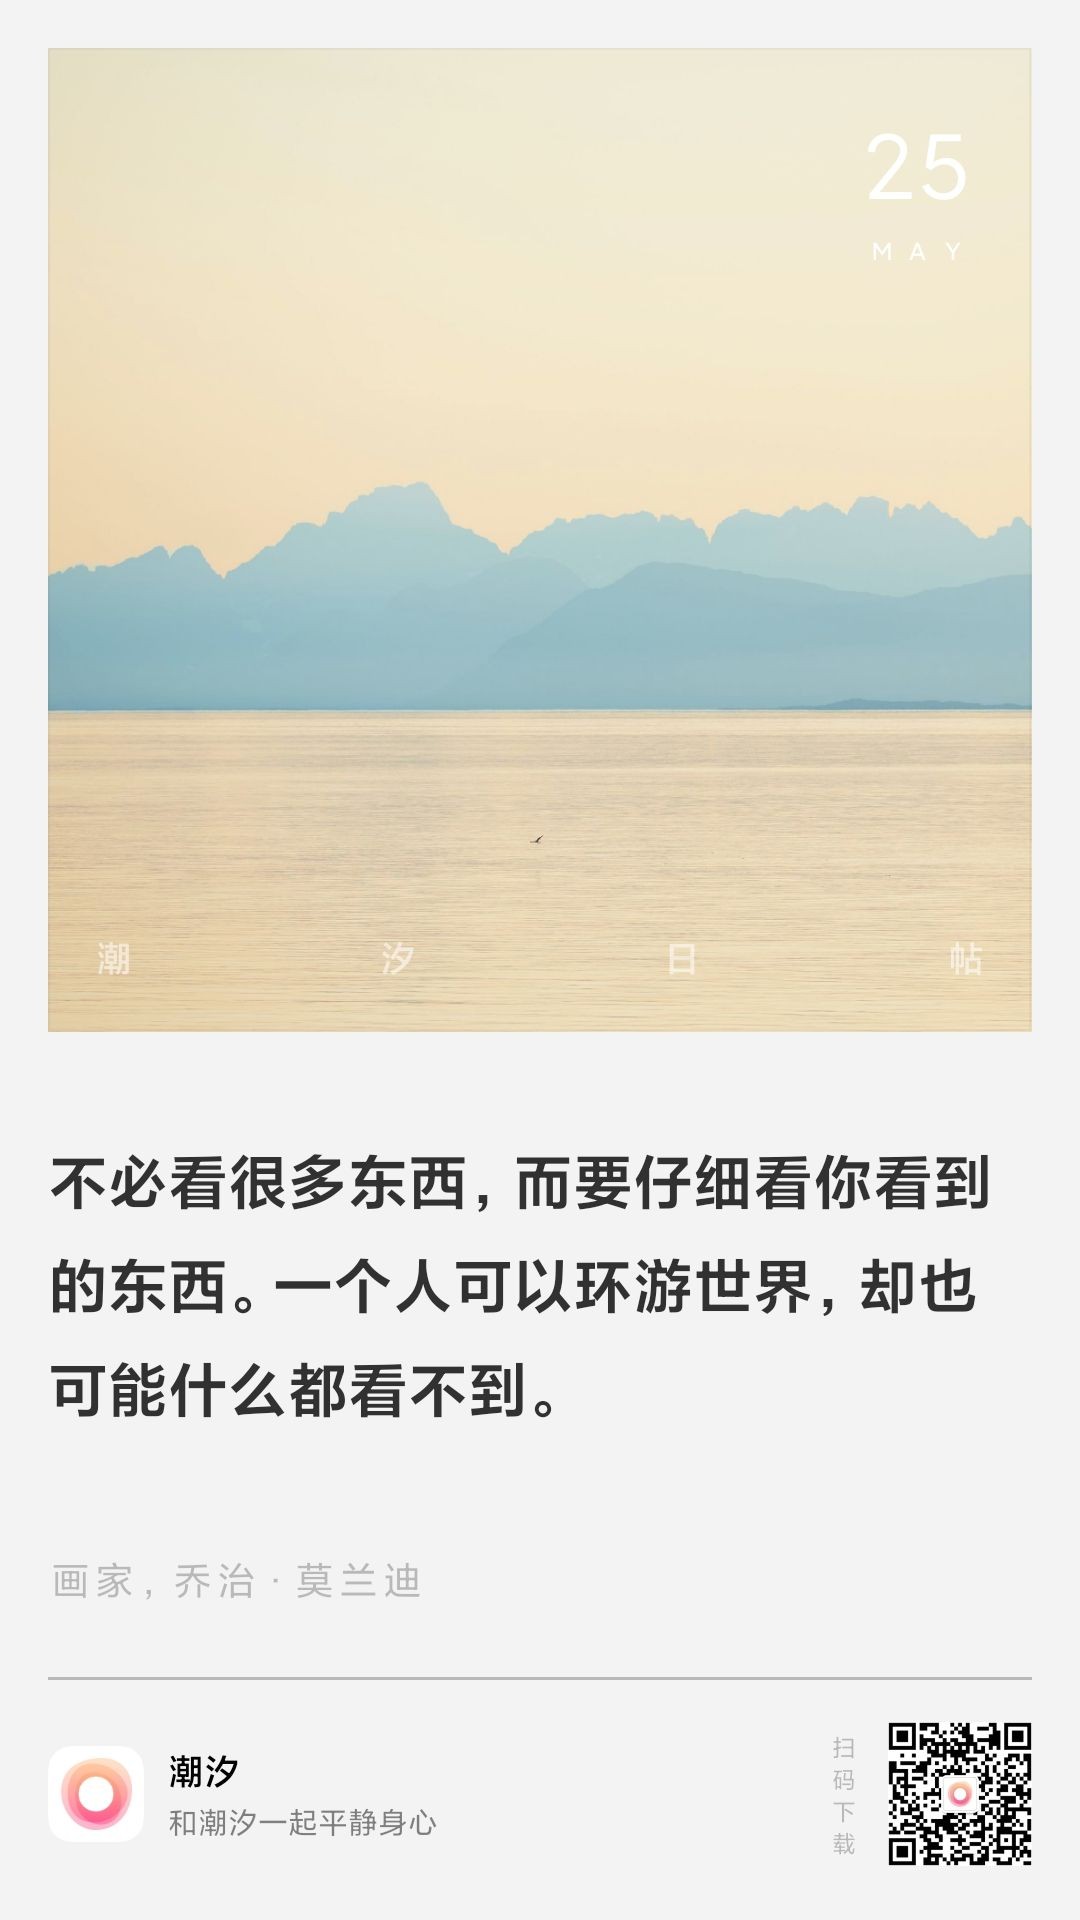 25
MAY
潮汐日帖
不必看很多东西，而要仔细看你看到
的东西。一个人可以环游世界，却也
可能什么都看不到。
画家，乔治·莫兰迪
潮汐
和潮汐一起平静身心
扫码下载